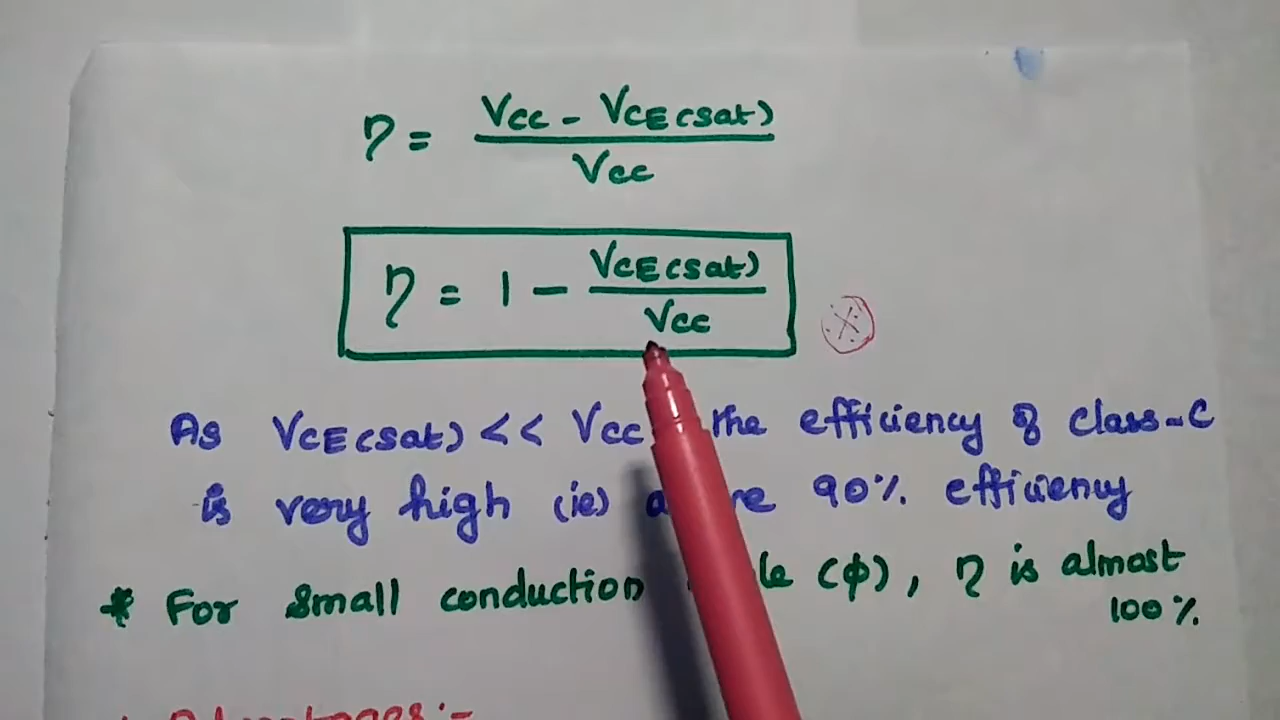 η = VCC - VCE(sat) / VCC
η = 1 - VCE(sat) / VCC
As VCE(sat) << VCC the efficiency of class-C
is very high (ie) 90% efficiency
* For small conduction (φ), η is almost
100%